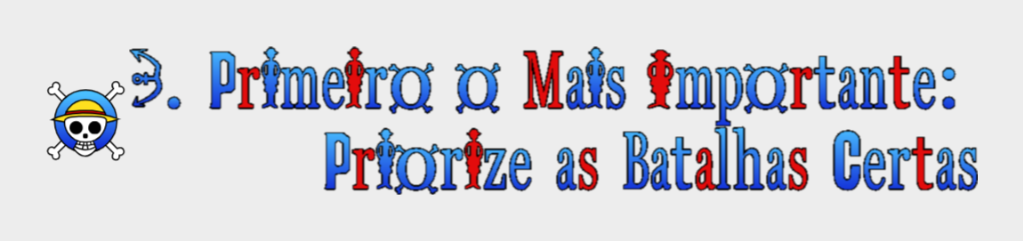 3. Primeiro o Mais Importante:
Priorize as Batalhas Certas